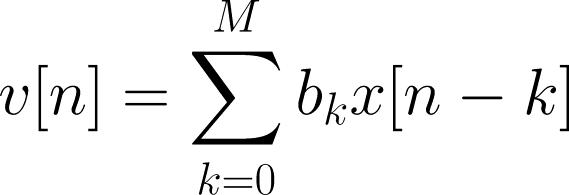 v[n] = \sum_{k=0}^{M} b_k x[n - k]